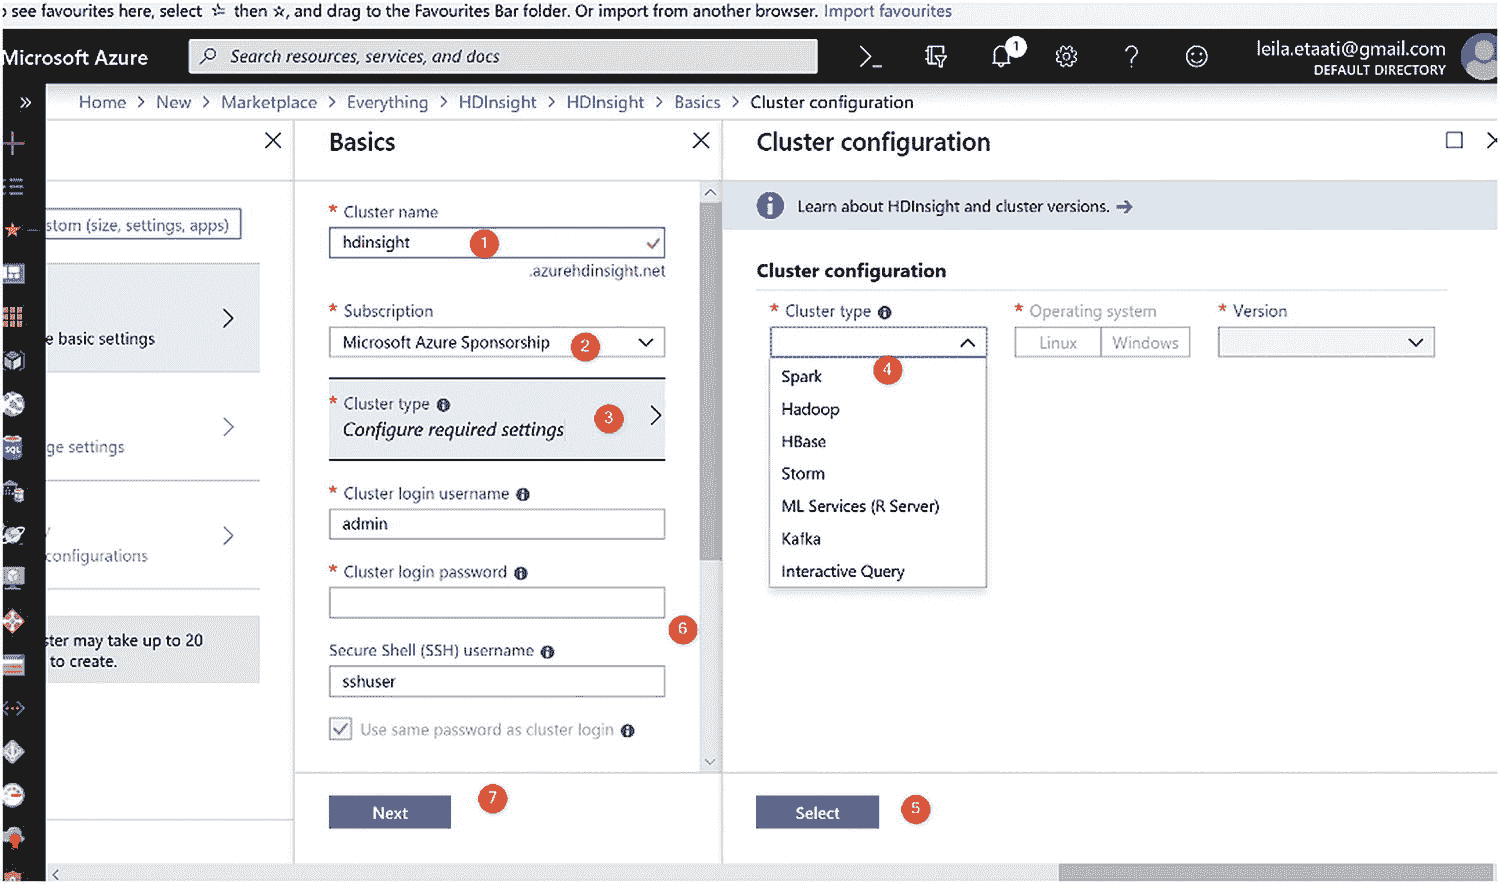 see favourites here, select then , and drag to the Favourites Bar folder. Or import from another browser. Import favourites
Microsoft Azure
Search resources, services, and docs
1
leila.etaati@gmail.com
DEFAULT DIRECTORY
Home > New > Marketplace > Everything > HDInsight > HDInsight > Basics > Cluster configuration
stom (size, settings, apps)
e basic settings
ge settings
configurations
ster may take up to 20
to create.
Basics
* Cluster name
hdinsight
1
.azurehdinsight.net
* Subscription
Microsoft Azure Sponsorship
2
* Cluster type
Configure required settings
3
* Cluster login username
admin
* Cluster login password
6
Secure Shell (SSH) username
sshuser
Use same password as cluster login
Next
7
Cluster configuration
Learn about HDInsight and cluster versions. →
Cluster configuration
* Cluster type
* Operating system
* Version
Linux
Windows
4
Spark
Hadoop
HBase
Storm
ML Services (R Server)
Kafka
Interactive Query
Select
5
SQL